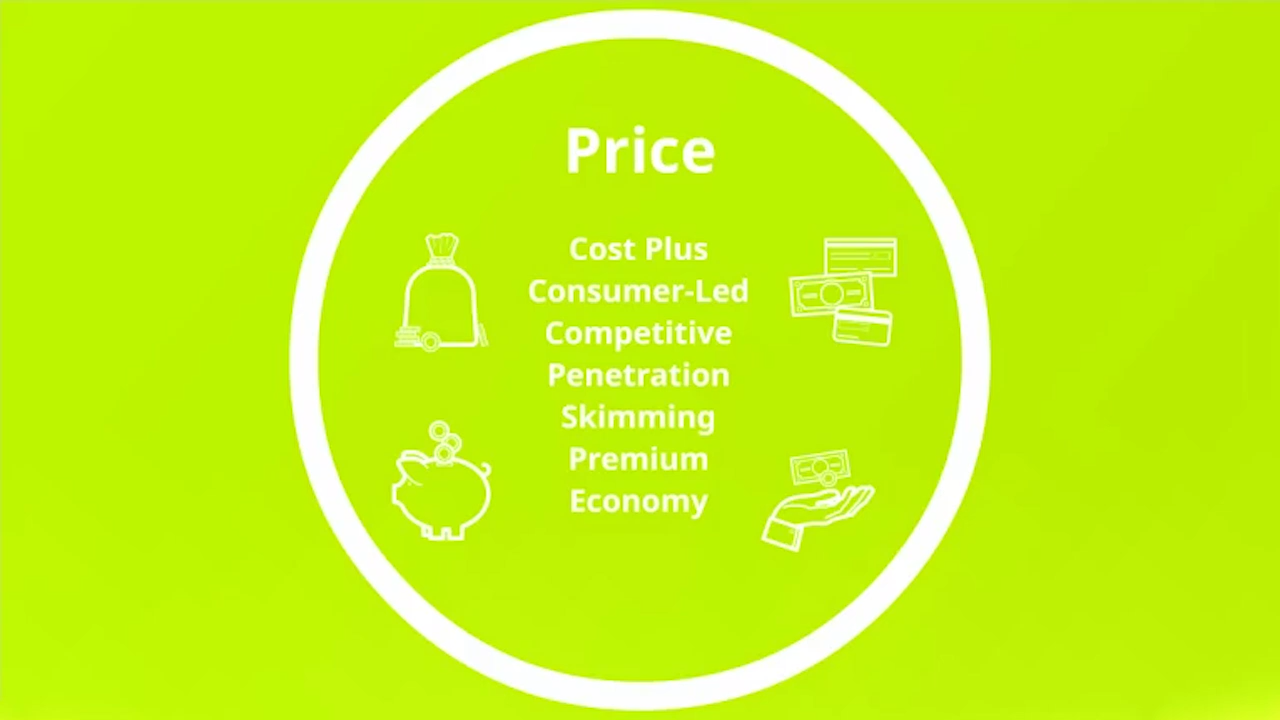 Price
Cost Plus
Consumer-Led
Competitive
Penetration
Skimming
Premium
Economy